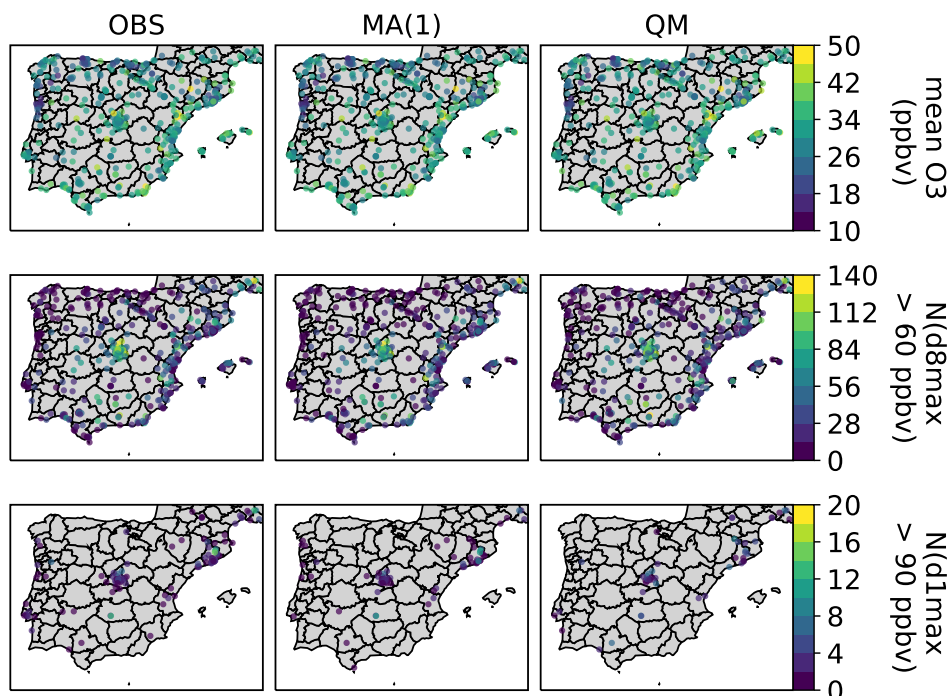 OBS
MA(1)
QM
50
42
34
26
18
10
mean O3
(ppbv)
140
112
84
56
28
0
N(d8max
> 60 ppbv)
20
16
12
8
4
0
N(d1max
> 90 ppbv)